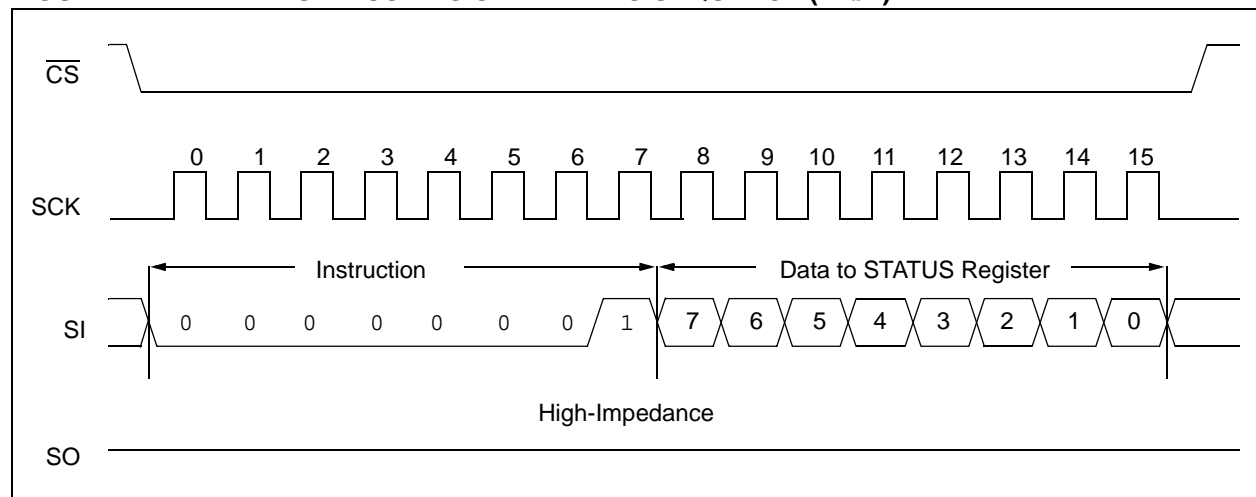 CS
0 1 2 3 4 5 6 7 8 9 10 11 12 13 14 15
SCK
Instruction
Data to STATUS Register
SI
0 0 0 0 0 0 0 1 7 6 5 4 3 2 1 0
High-Impedance
SO